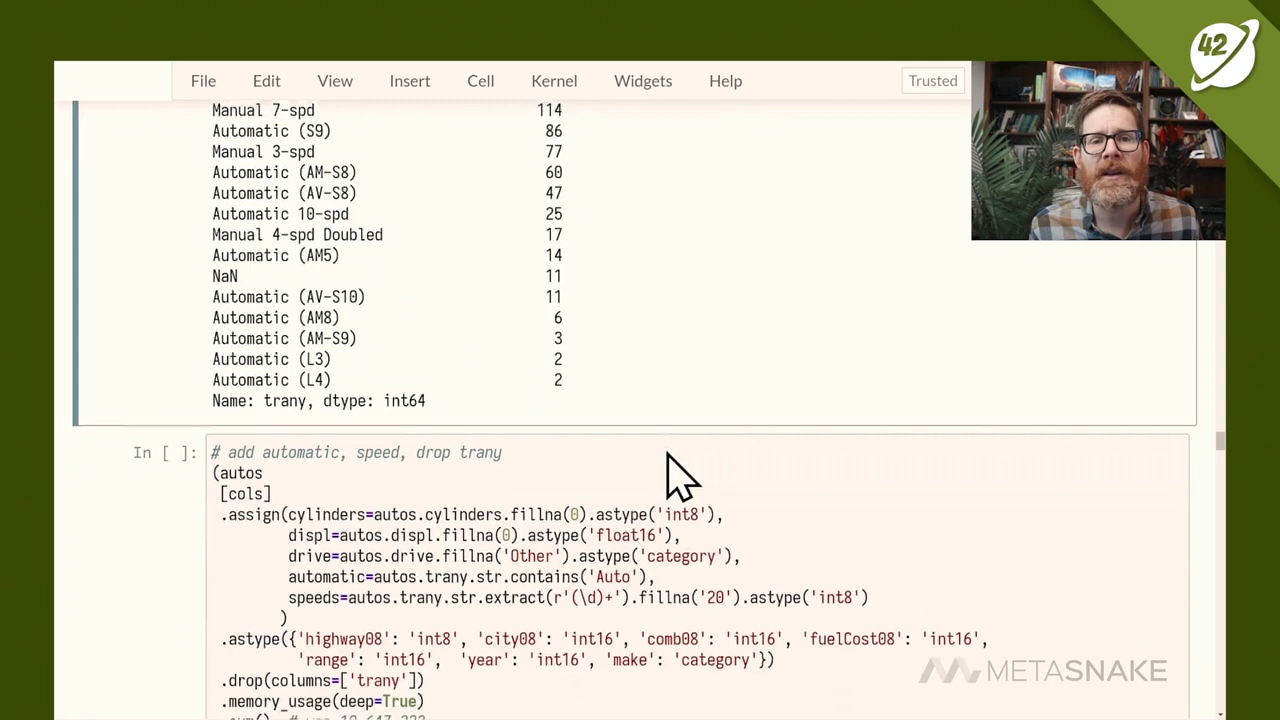 42
File Edit View Insert Cell Kernel Widgets Help Trusted
Manual 7-spd 114
Automatic (S9) 86
Manual 3-spd 77
Automatic (AM-S8) 60
Automatic (AV-S8) 47
Automatic 10-spd 25
Manual 4-spd Doubled 17
Automatic (AM5) 14
NaN 11
Automatic (AV-S10) 11
Automatic (AM8) 6
Automatic (AM-S9) 3
Automatic (L3) 2
Automatic (L4) 2
Name: trany, dtype: int64
In [ ]: # add automatic, speed, drop trany
(autos
[cols]
.assign(cylinders=autos.cylinders.fillna(0).astype('int8'),
displ=autos.displ.fillna(0).astype('float16'),
drive=autos.drive.fillna('Other').astype('category'),
automatic=autos.trany.str.contains('Auto'),
speeds=autos.trany.str.extract(r'(\d)+').fillna('20').astype('int8')
)
.astype({'highway08': 'int8', 'city08': 'int16', 'comb08': 'int16', 'fuelCost08': 'int16',
'range': 'int16', 'year': 'int16', 'make': 'category'})
.drop(columns=['trany'])
.memory_usage(deep=True)
METASNAKE